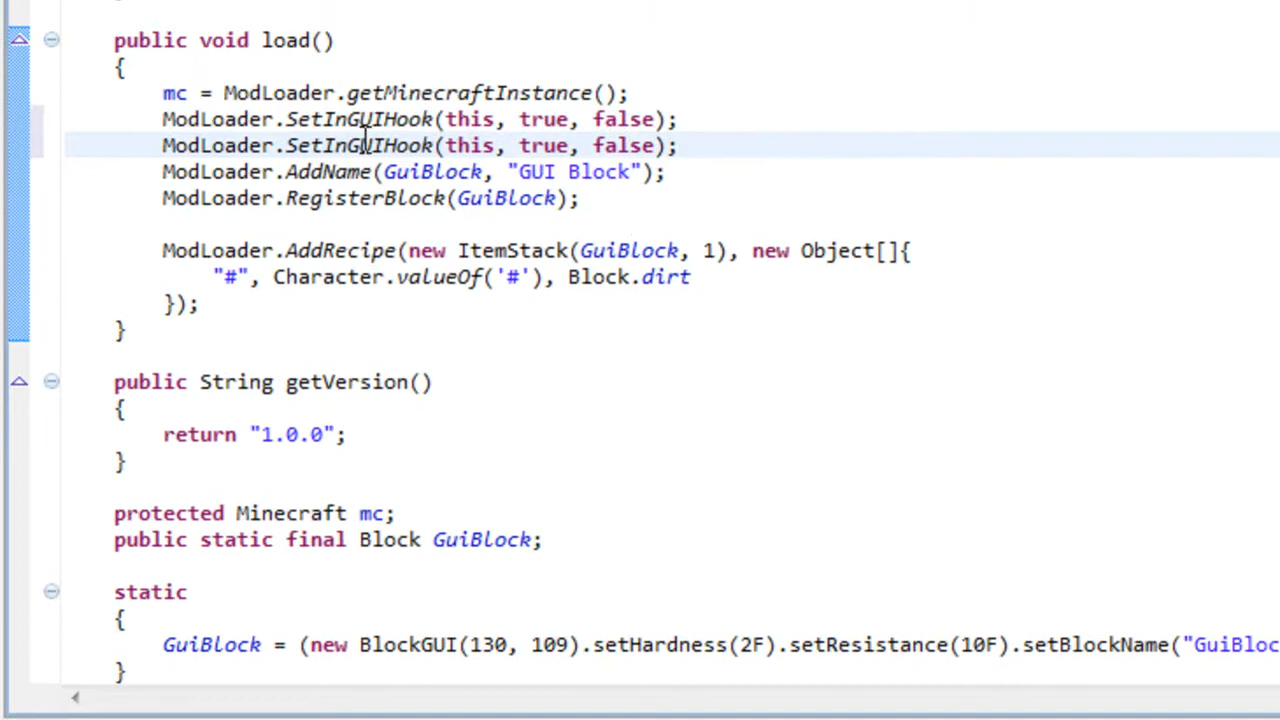 public void load()
{
mc = ModLoader.getMinecraftInstance();
ModLoader.SetInGUIHook(this, true, false);
ModLoader.SetInGUIHook(this, true, false);
ModLoader.AddName(GuiBlock, "GUI Block");
ModLoader.RegisterBlock(GuiBlock);
ModLoader.AddRecipe(new ItemStack(GuiBlock, 1), new Object[]{
"#", Character.valueOf('#'), Block.dirt
});
}
public String getVersion()
{
return "1.0.0";
}
protected Minecraft mc;
public static final Block GuiBlock;
static
{
GuiBlock = (new BlockGUI(130, 109).setHardness(2F).setResistance(10F).setBlockName("GuiBloc
}